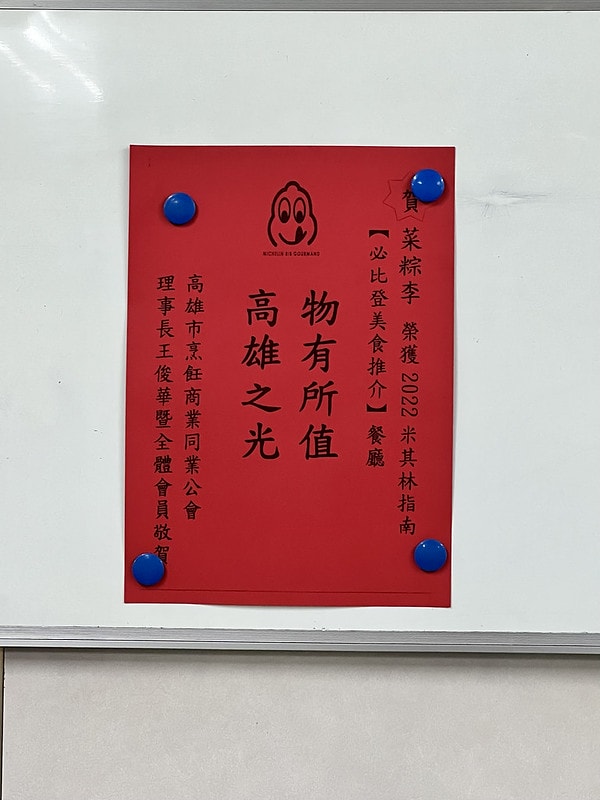 賀 菜粽李 榮獲 2022 米其林指南
【必比登美食推介】餐廳
MICHELIN BIB GOURMAND
物有所值
高雄之光
高雄市烹飪商業同業公會
理事長王俊華暨全體會員敬賀